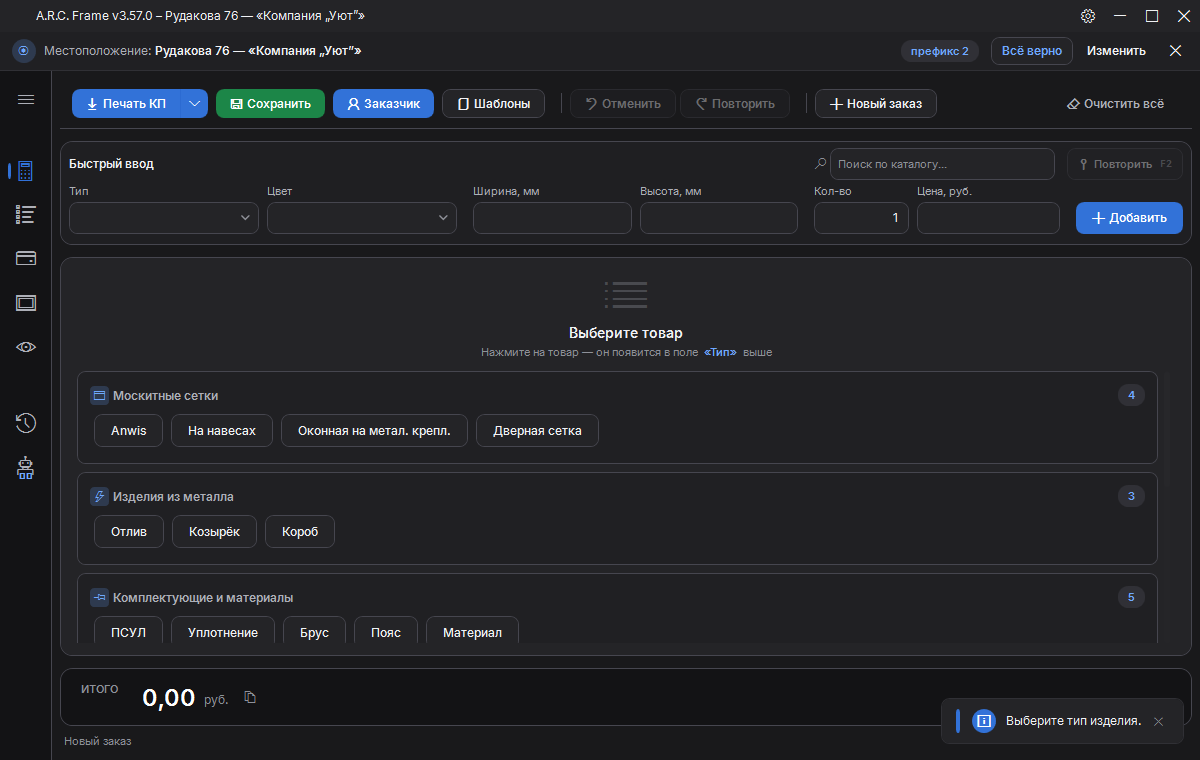 A.R.C. Frame v3.57.0 – Рудакова 76 — «Компания „Уют"»
Местоположение: Рудакова 76 — «Компания „Уют"»
префикс 2
Всё верно
Изменить
Печать КП
Сохранить
Заказчик
Шаблоны
Отменить
Повторить
Новый заказ
Очистить всё
Быстрый ввод
Поиск по каталогу...
Повторить F2
Тип
Цвет
Ширина, мм
Высота, мм
Кол-во
Цена, руб.
1
Добавить
Выберите товар
Нажмите на товар — он появится в поле «Тип» выше
Москитные сетки
4
Anwis
На навесах
Оконная на метал. крепл.
Дверная сетка
Изделия из металла
3
Отлив
Козырёк
Короб
Комплектующие и материалы
5
ПСУЛ
Уплотнение
Брус
Пояс
Материал
ИТОГО
0,00 руб.
Выберите тип изделия.
Новый заказ